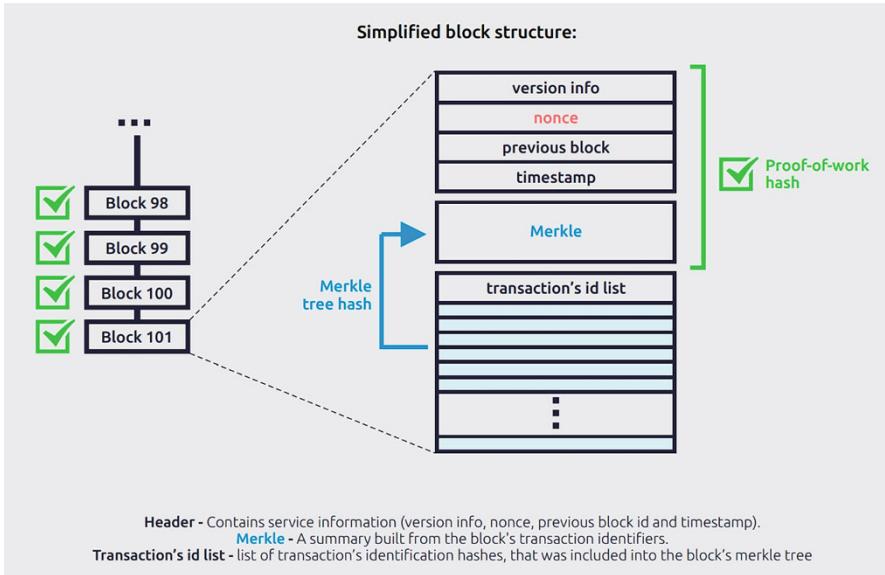 Simplified block structure:
...
Block 98
Block 99
Block 100
Block 101
version info
nonce
previous block
timestamp
Merkle
transaction's id list
Merkle
tree hash
Proof-of-work
hash
Header - Contains service information (version info, nonce, previous block id and timestamp).
Merkle - A summary built from the block's transaction identifiers.
Transaction's id list - list of transaction's identification hashes, that was included into the block's merkle tree